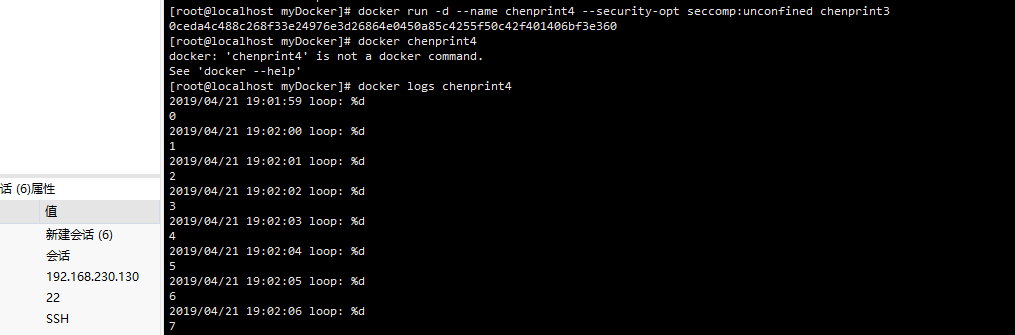 [root@localhost myDocker]# docker run -d --name chenprint4 --security-opt seccomp:unconfined chenprint3
0ceda4c488c268f33e24976e3d26864e0450a85c4255f50c42f401406bf3e360
[root@localhost myDocker]# docker chenprint4
docker: 'chenprint4' is not a docker command.
See 'docker --help'
[root@localhost myDocker]# docker logs chenprint4
2019/04/21 19:01:59 loop: %d
0
2019/04/21 19:02:00 loop: %d
1
2019/04/21 19:02:01 loop: %d
2
2019/04/21 19:02:02 loop: %d
3
2019/04/21 19:02:03 loop: %d
4
2019/04/21 19:02:04 loop: %d
5
2019/04/21 19:02:05 loop: %d
6
2019/04/21 19:02:06 loop: %d
7
话 (6)属性
值
新建会话 (6)
会话
192.168.230.130
22
SSH